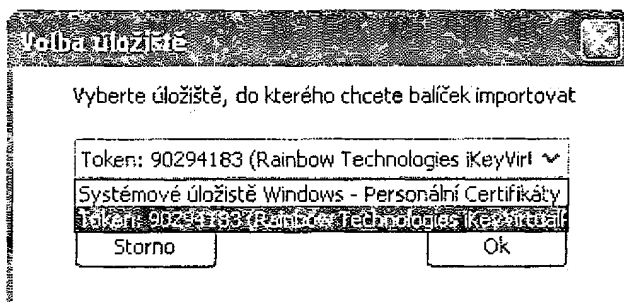 Volba úložiště
Vyberte úložiště, do kterého chcete balíček importovat
Token: 90294183 (Rainbow Technologies iKeyVirt
Systémové úložiště Windows - Personální Certifikáty
Token: 90294183 (Rainbow Technologies iKeyVirtual
Storno
Ok